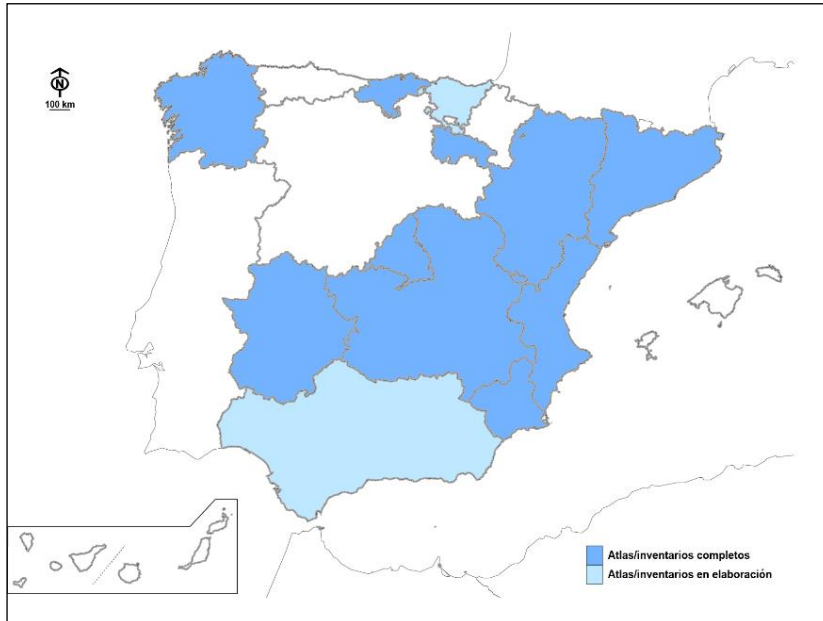 N
100 km
Atlas/inventarios completos
Atlas/inventarios en elaboración